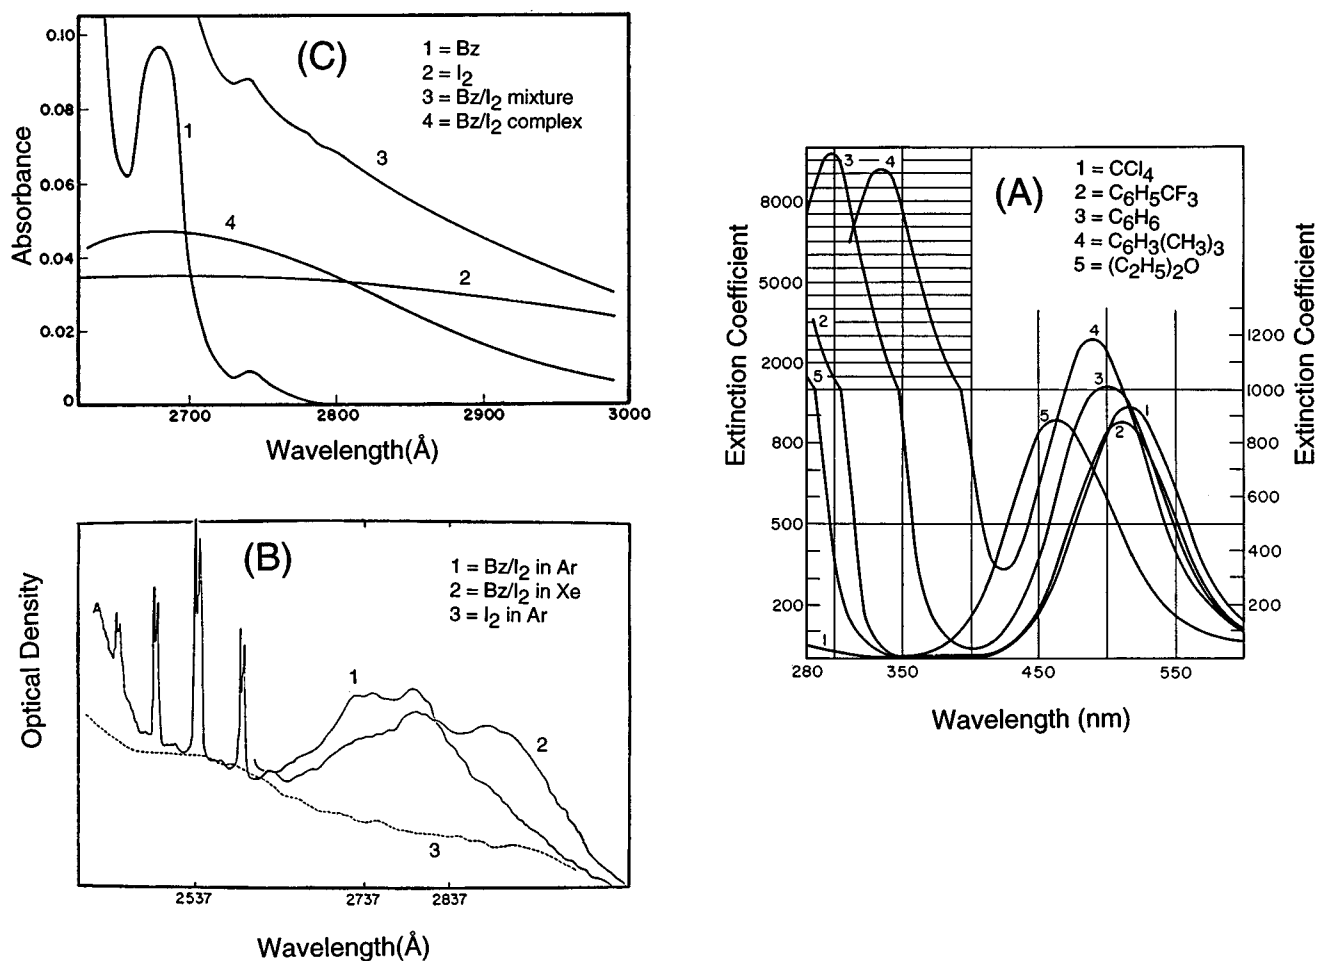 (C)
1 = Bz
2 = I2
3 = Bz/I2 mixture
4 = Bz/I2 complex
0.10
0.08
0.06
0.04
0.02
0
1
3
4
2
Absorbance
2700
2800
2900
3000
Wavelength(Å)
(B)
1 = Bz/I2 in Ar
2 = Bz/I2 in Xe
3 = I2 in Ar
1
2
3
Optical Density
2537
2737
2837
Wavelength(Å)
(A)
1 = CCl4
2 = C6H5CF3
3 = C6H6
4 = C6H3(CH3)3
5 = (C2H5)2O
3
4
2
5
1
4
3
5
1
2
8000
5000
2000
1000
800
500
200
Extinction Coefficient
1200
1000
800
600
400
200
Extinction Coefficient
280
350
450
500
550
Wavelength (nm)